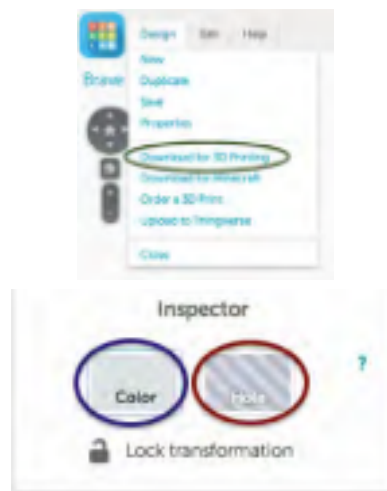 Design Edit Help
New
Brave
Duplicate
Save
Properties
Download for 3D Printing
Download for Minecraft
Order a 3D Print
Upload to Thingiverse
Close
Inspector
?
Color Hole
Lock transformation